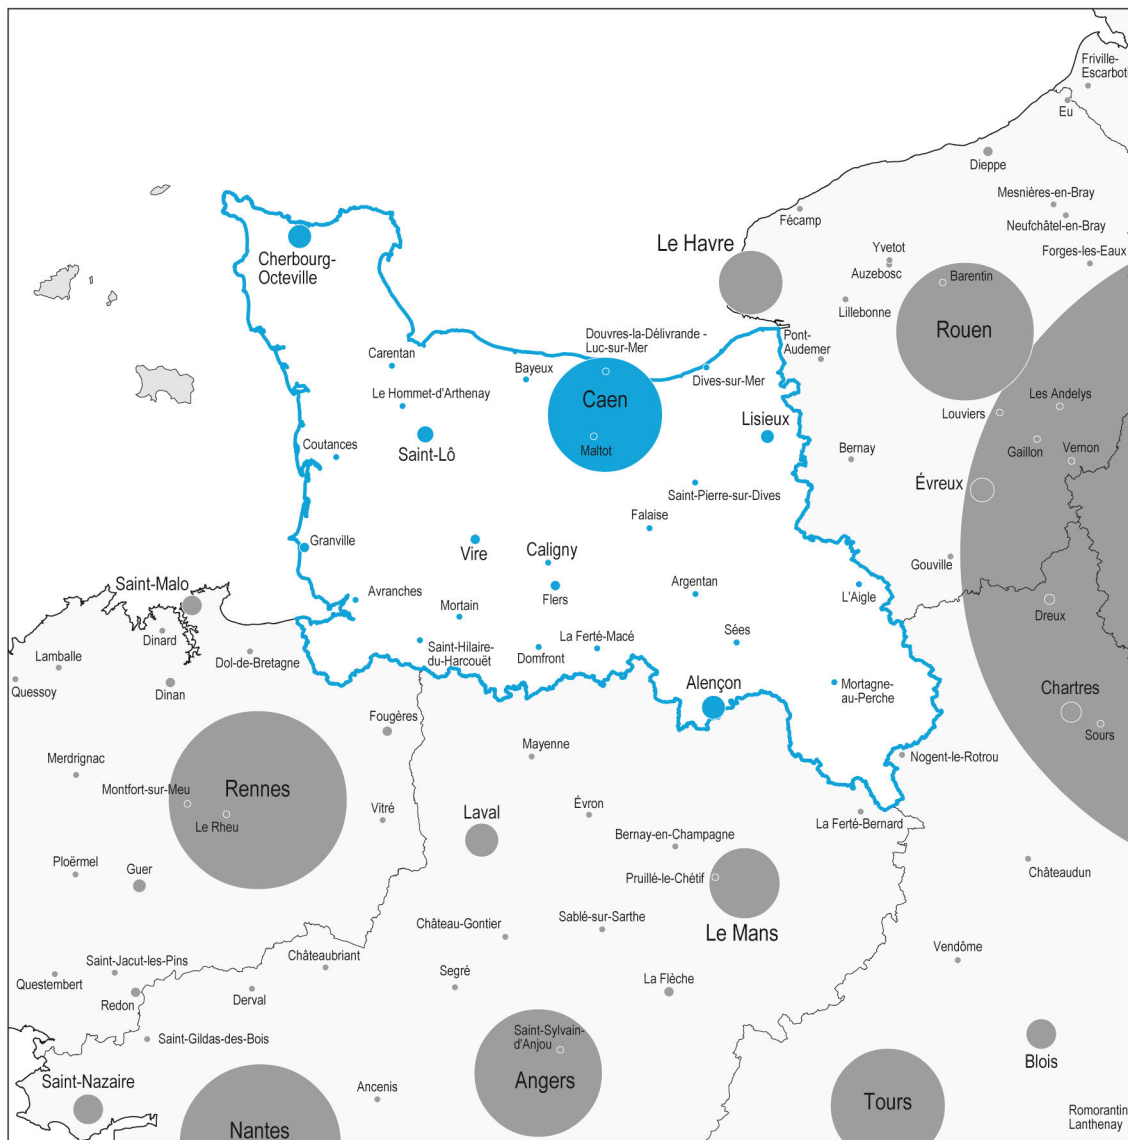 Friville-
Escarboti
Eu
Dieppe
Mesnières-en-Bray
Neufchâtel-en-Bray
Fécamp
Le Havre
Yvetot
Auzebosc
Forges-les-Eaux
Barentin
Lillebonne
Rouen
Cherbourg-
Octeville
Douvres-la-Délivrande -
Luc-sur-Mer
Pont-
Audemer
Carentan
Bayeux
Dives-sur-Mer
Le Hommet-d'Arthenay
Caen
Les Andelys
Louviers
Lisieux
Coutances
Saint-Lô
Maltot
Bernay
Gaillon
Vernon
Évreux
Saint-Pierre-sur-Dives
Falaise
Granville
Vire
Caligny
Gouville
Saint-Malo
Avranches
Mortain
Flers
Argentan
L'Aigle
Dreux
Dinard
Lamballe
Dol-de-Bretagne
Saint-Hilaire-
du-Harcouët
La Ferté-Macé
Domfront
Sées
Quessoy
Dinan
Alençon
Mortagne-
au-Perche
Chartres
Sours
Fougères
Mayenne
Nogent-le-Rotrou
Merdrignac
Montfort-sur-Meu
Rennes
Le Rheu
Vitré
Laval
Évron
La Ferté-Bernard
Bernay-en-Champagne
Ploërmel
Guer
Pruillé-le-Chétif
Châteaudun
Le Mans
Château-Gontier
Sablé-sur-Sarthe
Vendôme
Saint-Jacut-les-Pins
Châteaubriant
Questembert
Redon
Derval
Segré
La Flèche
Saint-Gildas-des-Bois
Saint-Sylvain-
d'Anjou
Angers
Blois
Saint-Nazaire
Ancenis
Tours
Nantes
Romorantin
Lanthenay